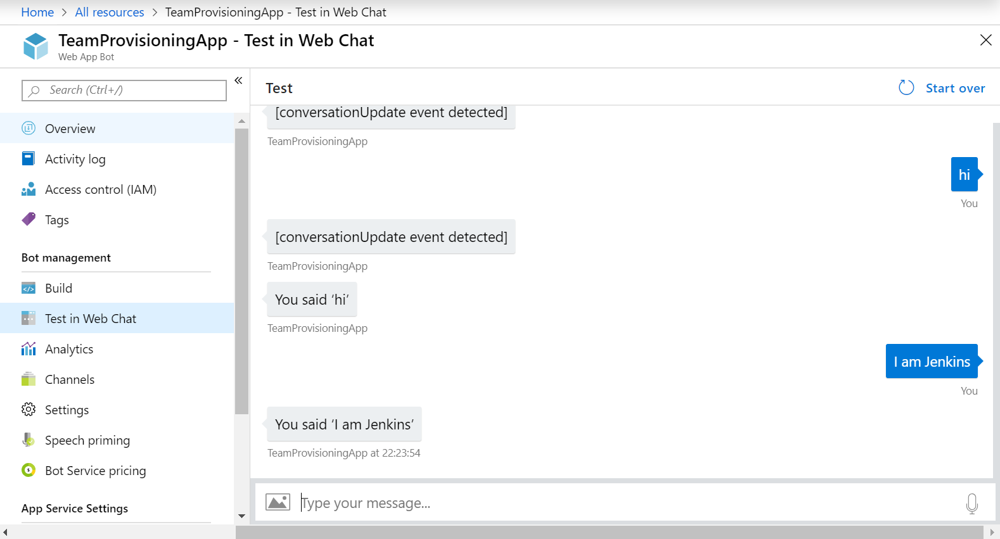 Home > All resources > TeamProvisioningApp - Test in Web Chat
TeamProvisioningApp - Test in Web Chat
Web App Bot
Search (Ctrl+/)
«
Overview
Activity log
Access control (IAM)
Tags
Bot management
Build
Test in Web Chat
Analytics
Channels
Settings
Speech priming
Bot Service pricing
App Service Settings
Test
Start over
[conversationUpdate event detected]
TeamProvisioningApp
hi
You
[conversationUpdate event detected]
TeamProvisioningApp
You said ‘hi’
TeamProvisioningApp
I am Jenkins
You
You said ‘I am Jenkins’
TeamProvisioningApp at 22:23:54
Type your message...